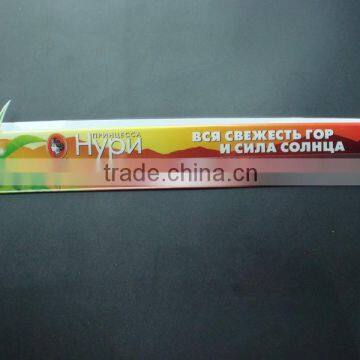 ПРИНЦЕССА
Нури
ВСЯ СВЕЖЕСТЬ ГОР
И СИЛА СОЛНЦА
trade.china.cn